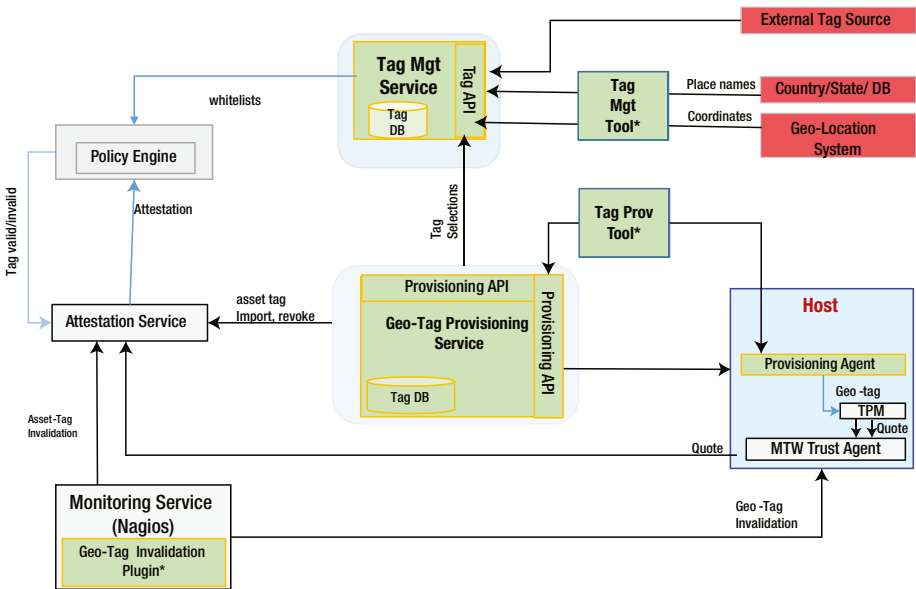 External Tag Source
Tag Mgt
Service
Tag API
Tag
DB
Tag
Mgt
Tool*
Place names
Country/State/ DB
Coordinates
Geo-Location
System
whitelists
Policy Engine
Attestation
Tag valid/invalid
Tag
Selections
Tag Prov
Tool*
Provisioning API
Provisioning API
Geo-Tag Provisioning
Service
Tag DB
asset tag
Import, revoke
Attestation Service
Host
Provisioning Agent
Geo -tag
TPM
Quote
MTW Trust Agent
Asset-Tag
Invalidation
Quote
Monitoring Service
(Nagios)
Geo-Tag Invalidation
Plugin*
Geo -Tag
Invalidation